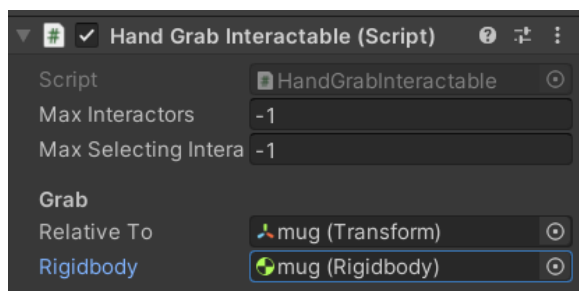 Hand Grab Interactable (Script)
Script HandGrabInteractable
Max Interactors -1
Max Selecting Intera -1
Grab
Relative To mug (Transform)
Rigidbody mug (Rigidbody)